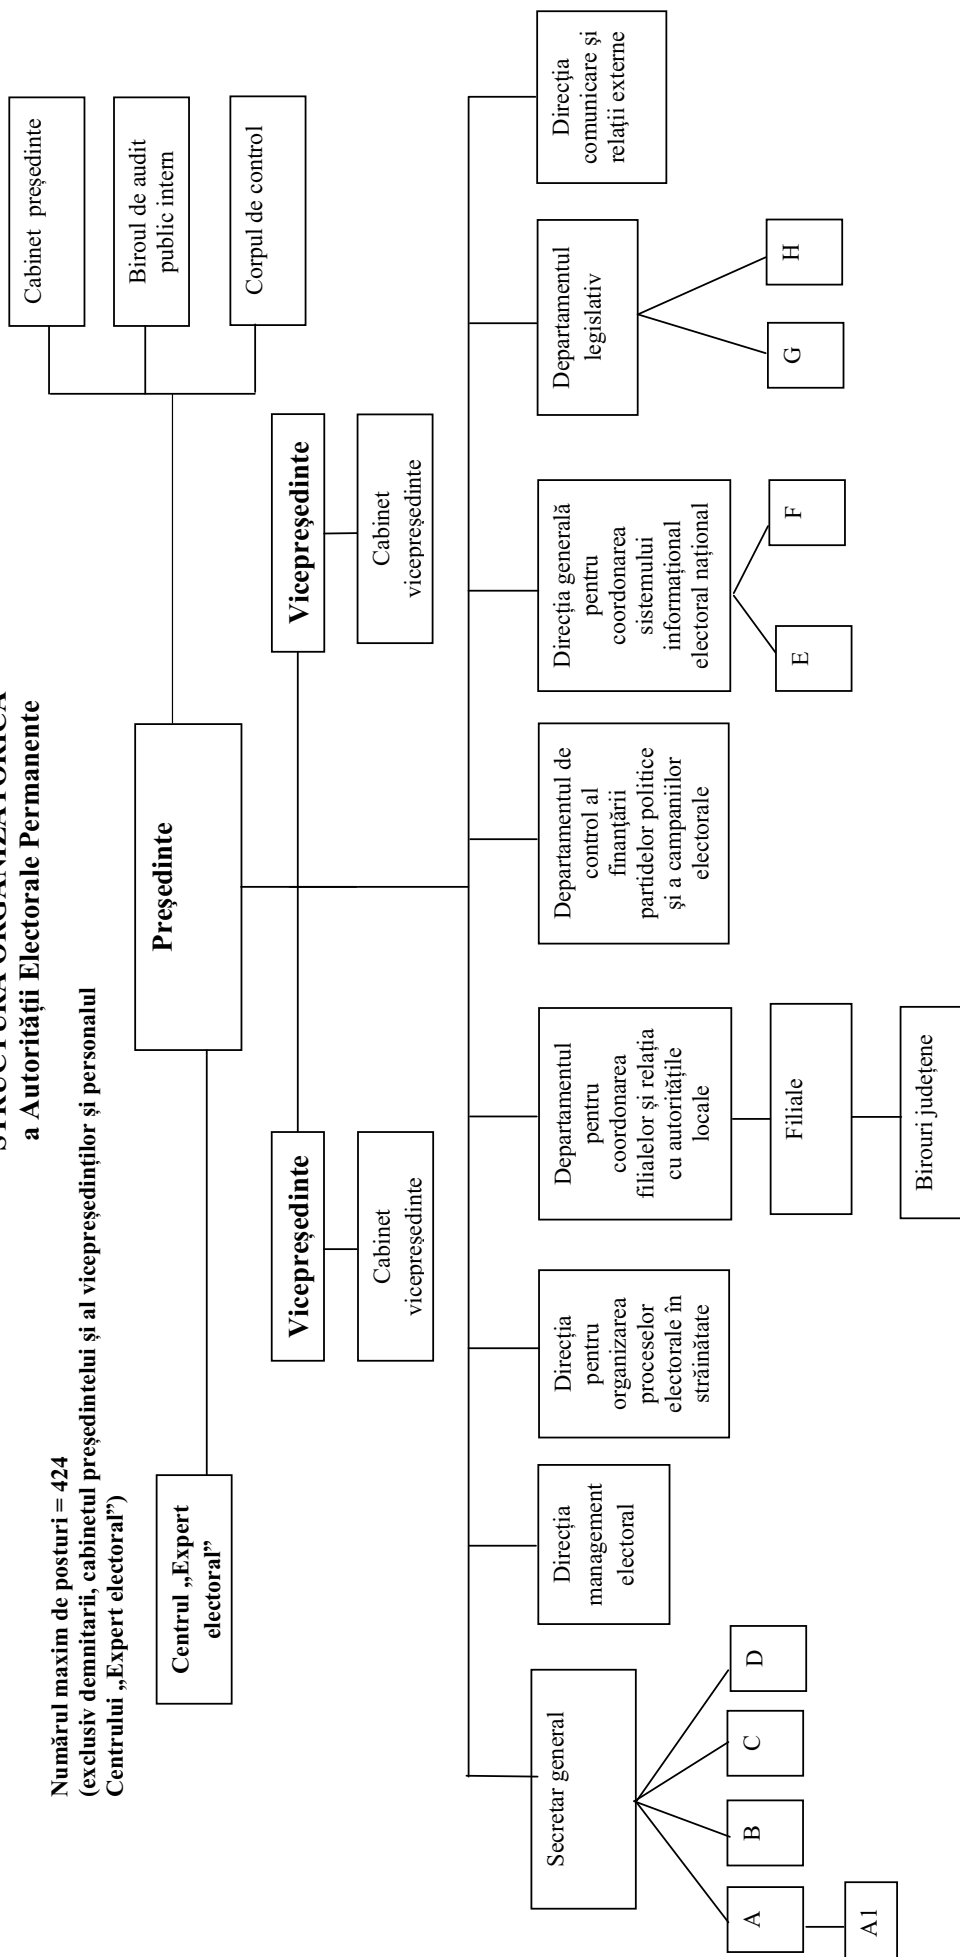 STRUCTURA ORGANIZATORICĂ
a Autorității Electorale Permanente
Numărul maxim de posturi = 424
(exclusiv demnitarii, cabinetul președintelui și al vicepreședinților și personalul
Centrului „Expert electoral”)
Cabinet președinte
Biroul de audit
public intern
Corpul de control
Președinte
Centrul „Expert
electoral”
Vicepreședinte
Cabinet
vicepreședinte
Vicepreședinte
Cabinet
vicepreședinte
Secretar general
Direcția
management
electoral
Direcția
pentru
organizarea
proceselor
electorale în
străinătate
Departamentul
pentru
coordonarea
filialelor și relația
cu autoritățile
locale
Departamentul de
control al
finanțării
partidelor politice
și a campaniilor
electorale
Direcția generală
pentru
coordonarea
sistemului
informațional
electoral național
Departamentul
legislativ
Direcția
comunicare și
relații externe
A
B
C
D
A1
Filiale
Birouri județene
E
F
G
H